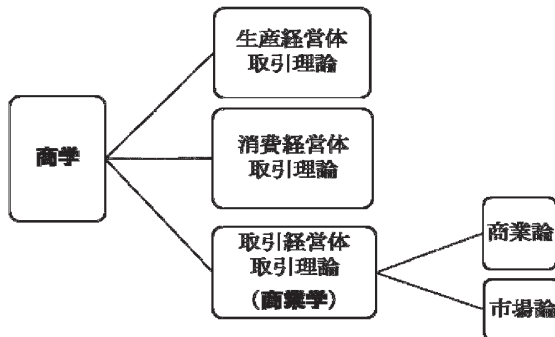 商学
生産経営体
取引理論
消費経営体
取引理論
取引経営体
取引理論
(商業学)
商業論
市場論